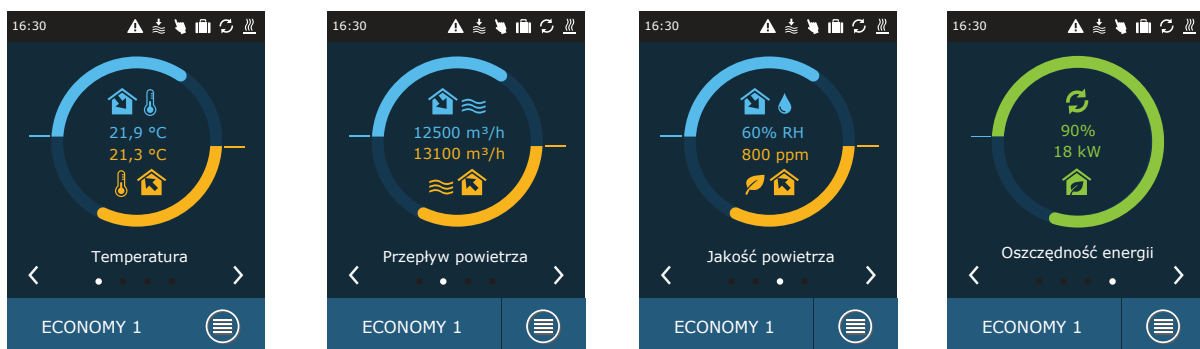 16:30
21,9 °C
21,3 °C
Temperatura
ECONOMY 1
16:30
12500 m³/h
13100 m³/h
Przepływ powietrza
ECONOMY 1
16:30
60% RH
800 ppm
Jakość powietrza
ECONOMY 1
16:30
90%
18 kW
Oszczędność energii
ECONOMY 1